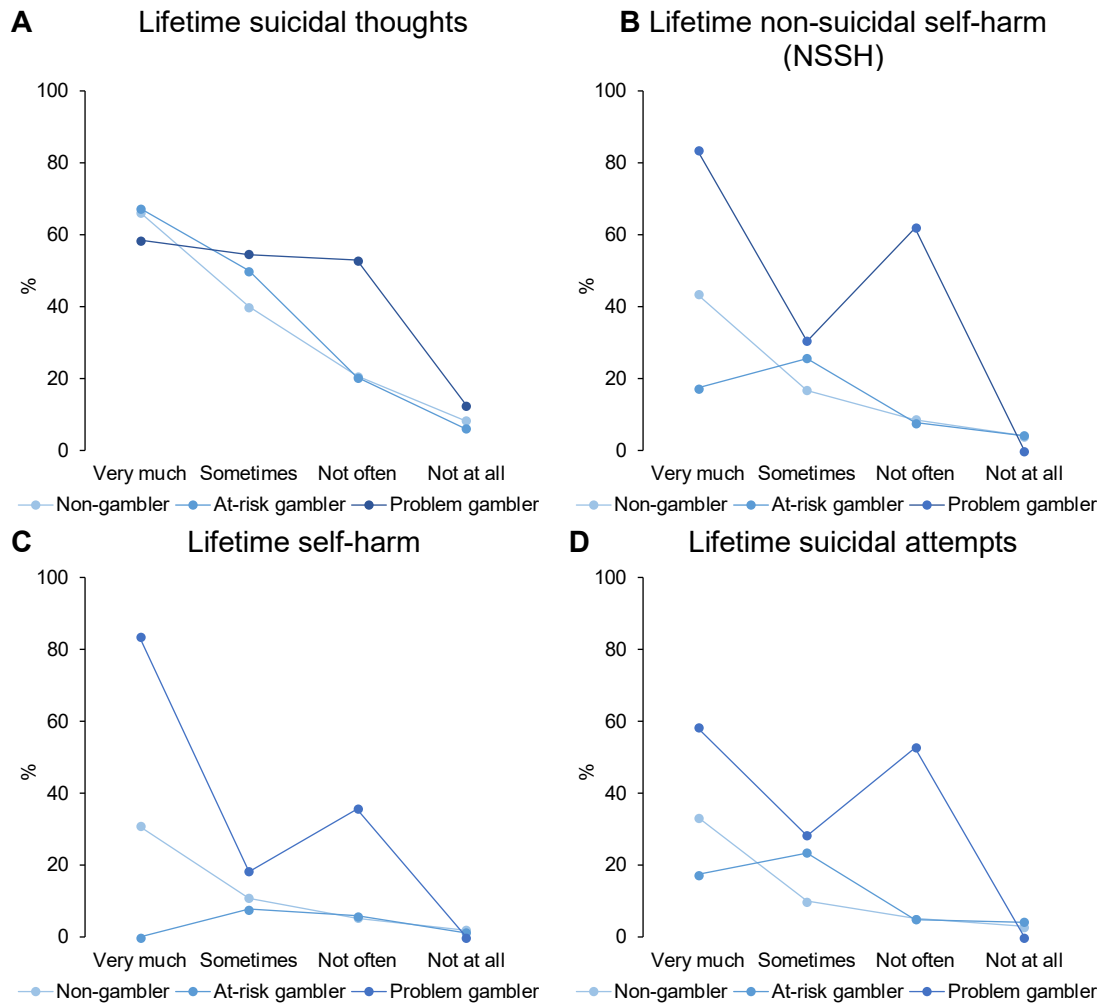 A Lifetime suicidal thoughts
100
80
60
40
20
0
%
Very much Sometimes Not often Not at all
Non-gambler At-risk gambler Problem gambler
B Lifetime non-suicidal self-harm
(NSSH)
100
80
60
40
20
0
%
Very much Sometimes Not often Not at all
Non-gambler At-risk gambler Problem gambler
C Lifetime self-harm
100
80
60
40
20
0
%
Very much Sometimes Not often Not at all
Non-gambler At-risk gambler Problem gambler
D Lifetime suicidal attempts
100
80
60
40
20
0
%
Very much Sometimes Not often Not at all
Non-gambler At-risk gambler Problem gambler